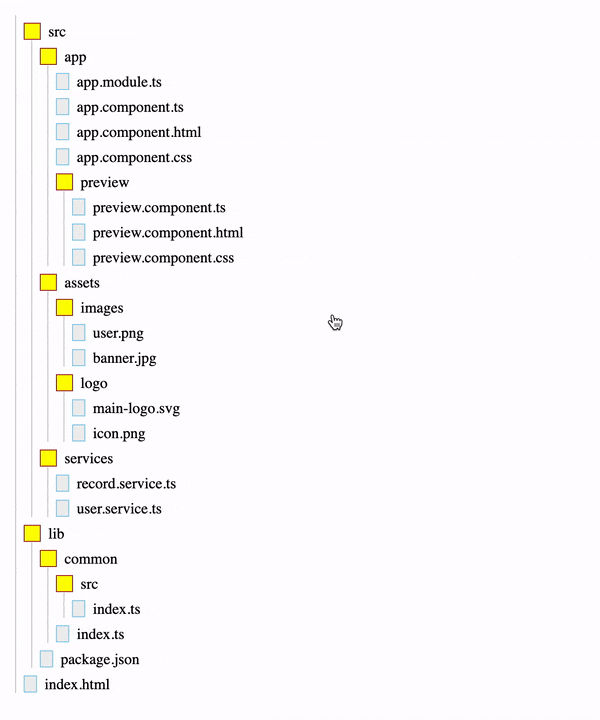 src
app
app.module.ts
app.component.ts
app.component.html
app.component.css
preview
preview.component.ts
preview.component.html
preview.component.css
assets
images
user.png
banner.jpg
logo
main-logo.svg
icon.png
services
record.service.ts
user.service.ts
lib
common
src
index.ts
index.ts
package.json
index.html